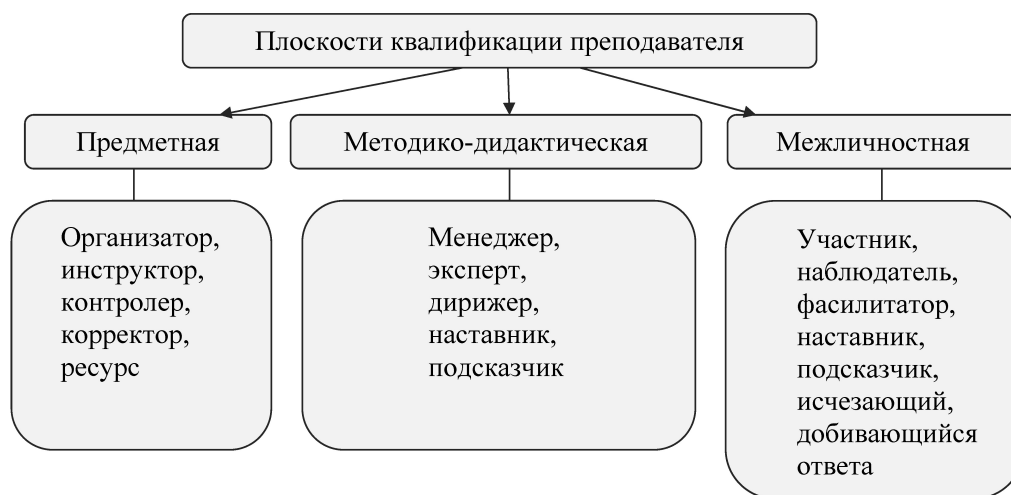 Плоскости квалификации преподавателя
Предметная
Методико-дидактическая
Межличностная
Организатор,
инструктор,
контролер,
корректор,
ресурс
Менеджер,
эксперт,
дирижер,
наставник,
подсказчик
Участник,
наблюдатель,
фасилитатор,
наставник,
подсказчик,
исчезающий,
добивающийся
ответа